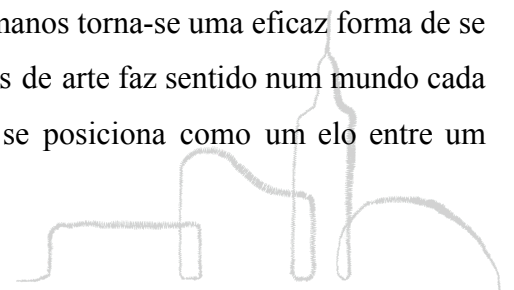 manos torna-se uma eficaz forma de se
s de arte faz sentido num mundo cada
se posiciona como um elo entre um